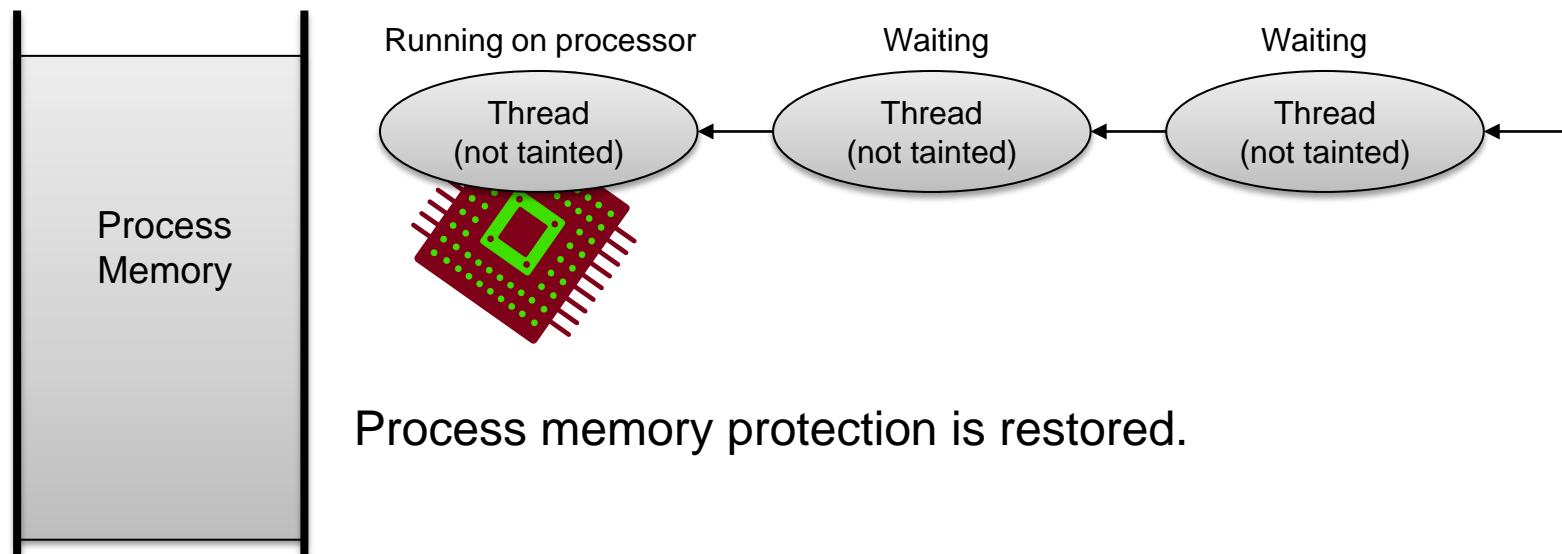 Running on processor
Waiting
Waiting
Thread
(not tainted)
Thread
(not tainted)
Thread
(not tainted)
Process
Memory
Process memory protection is restored.